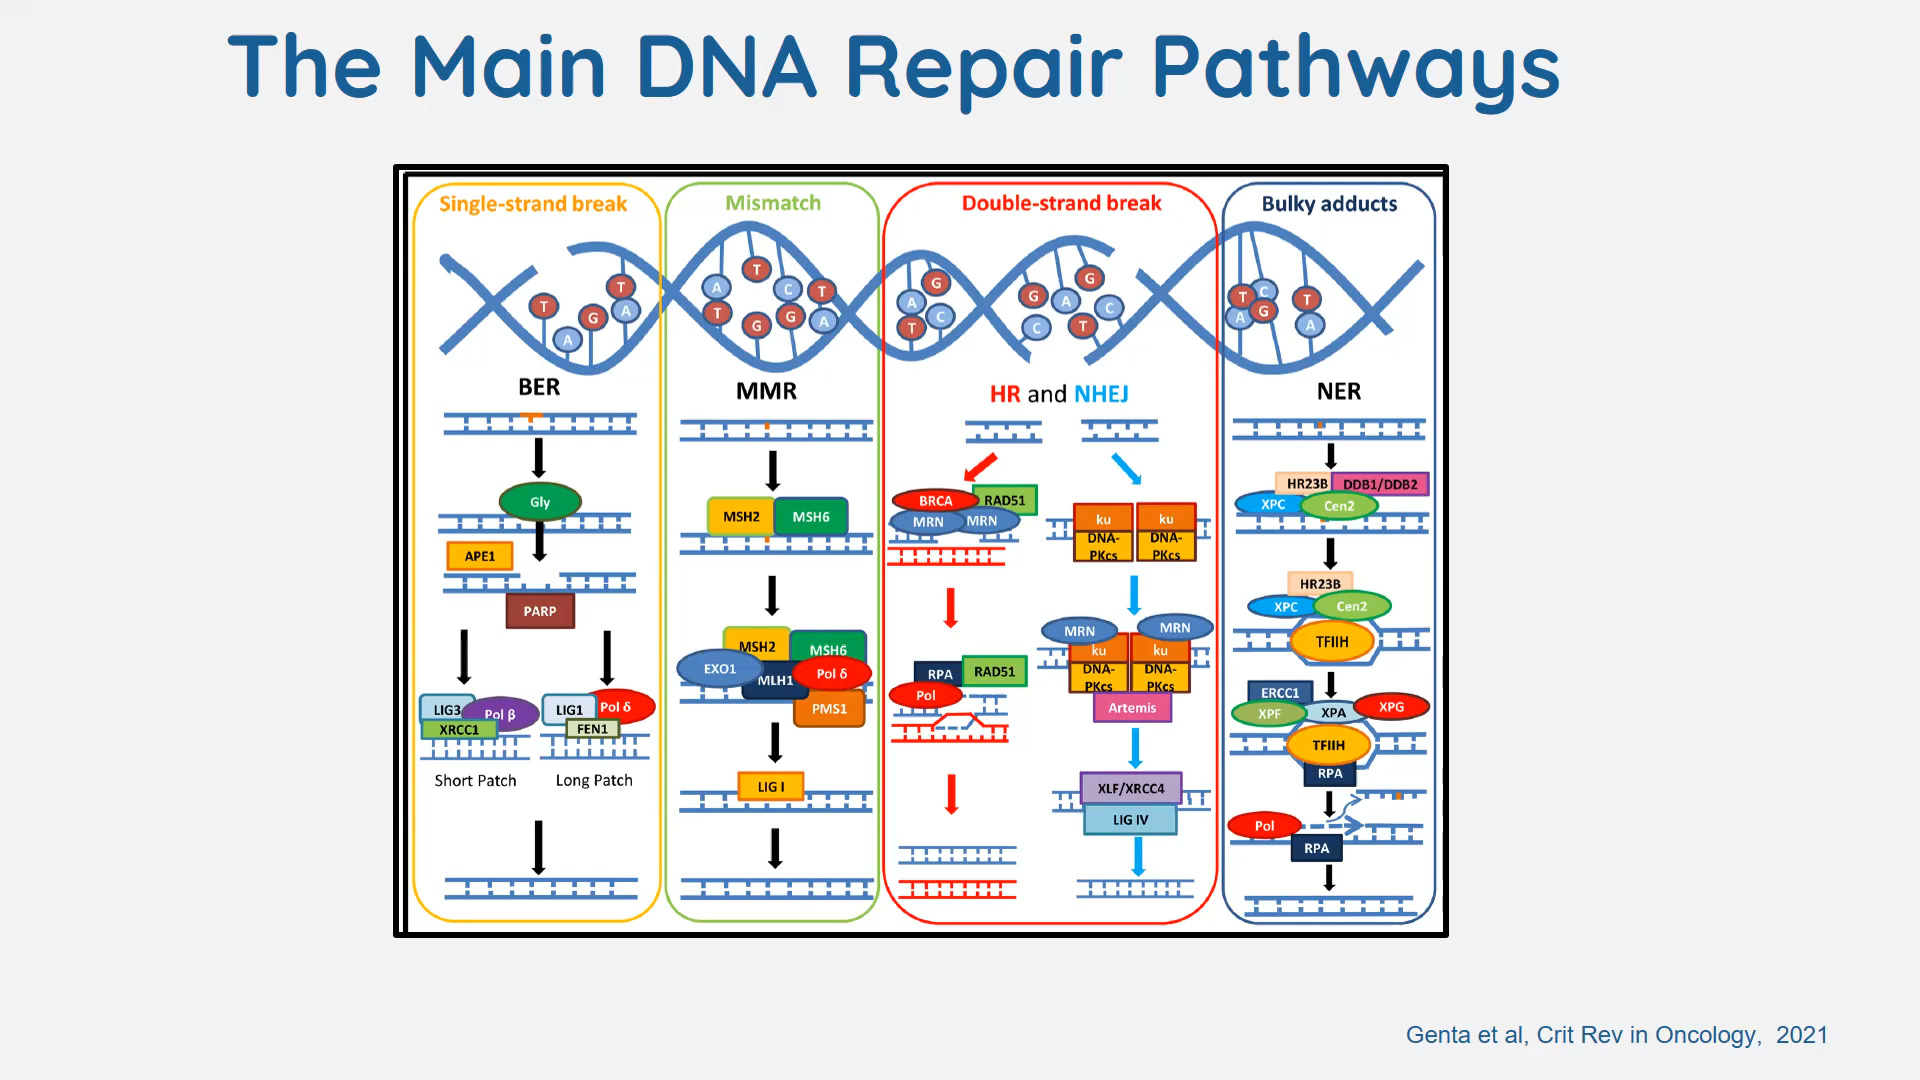 The Main DNA Repair Pathways
Single-strand break
T
A
G
T
A
BER
Gly
APE1
PARP
LIG3
Pol β
XRCC1
LIG1
Pol δ
FEN1
Short Patch
Long Patch
Mismatch
A
T
T
G
C
G
T
A
MMR
MSH2
MSH6
MSH2
MSH6
EXO1
MLH1
Pol δ
PMS1
LIG I
Double-strand break
A
T
G
C
G
C
A
G
T
C
HR and NHEJ
BRCA
RAD51
MRN
MRN
RPA
RAD51
Pol
ku
ku
DNA-
PKcs
DNA-
PKcs
MRN
MRN
ku
ku
DNA-
PKcs
DNA-
PKcs
Artemis
XLF/XRCC4
LIG IV
Bulky adducts
T
C
A
G
T
A
NER
HR23B
DDB1/DDB2
XPC
Cen2
HR23B
XPC
Cen2
TFIIH
ERCC1
XPF
XPA
XPG
TFIIH
RPA
Pol
RPA
Genta et al, Crit Rev in Oncology, 2021